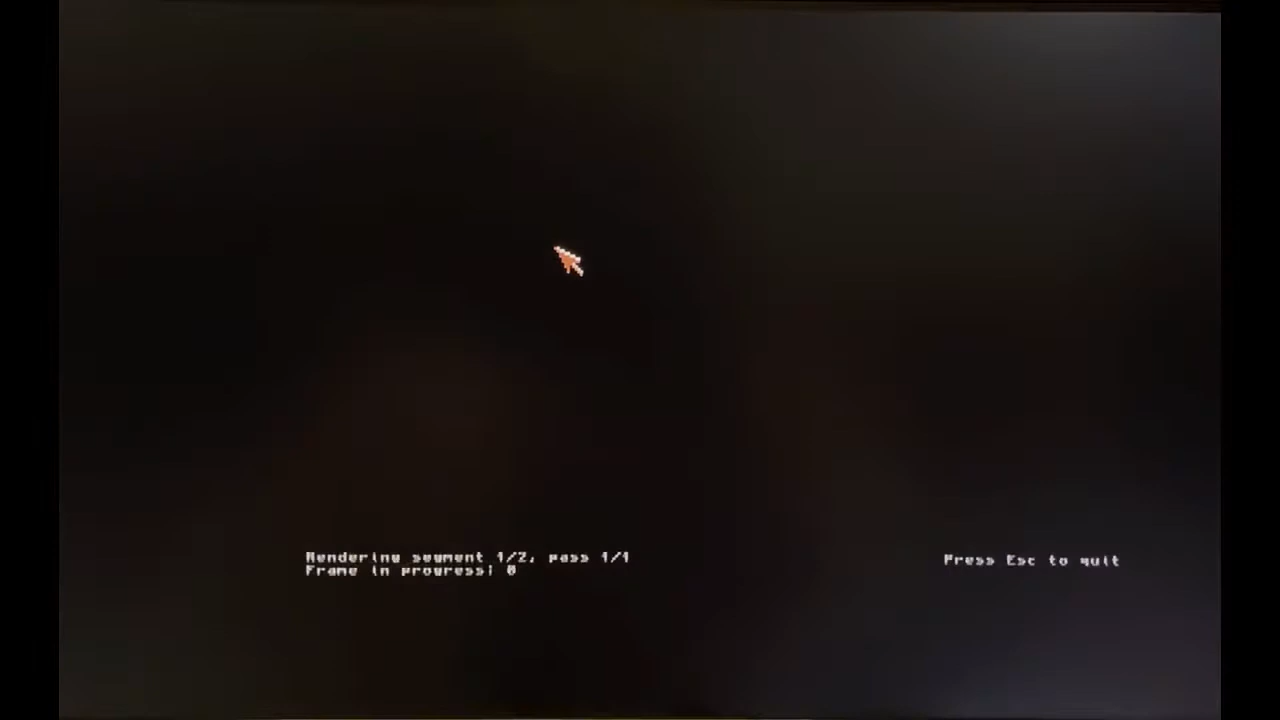 Rendering segment 1/2, pass 1/1
Frame in progress: 0
Press Esc to quit